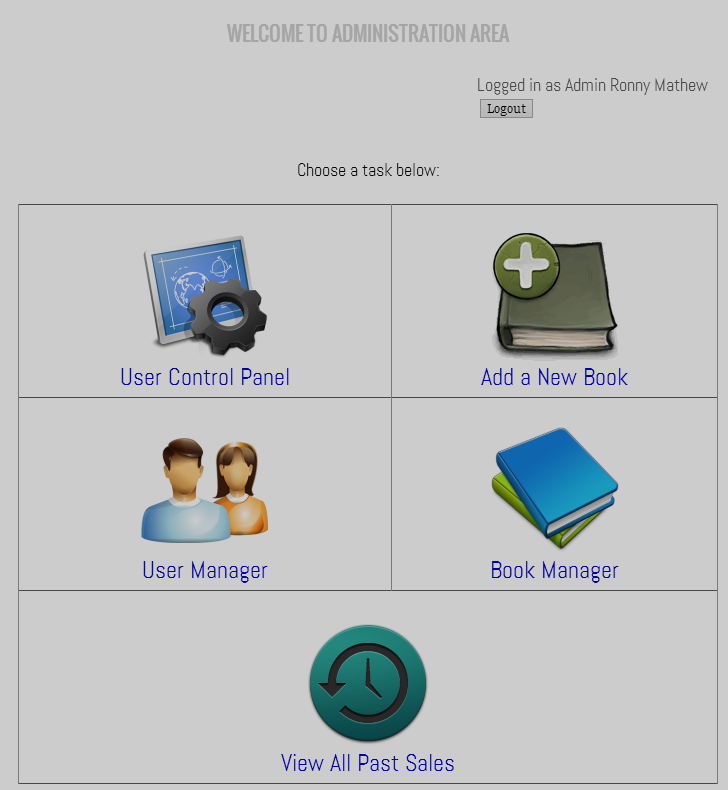 WELCOME TO ADMINISTRATION AREA
Logged in as Admin Ronny Mathew
Logout
Choose a task below:
User Control Panel
Add a New Book
User Manager
Book Manager
View All Past Sales